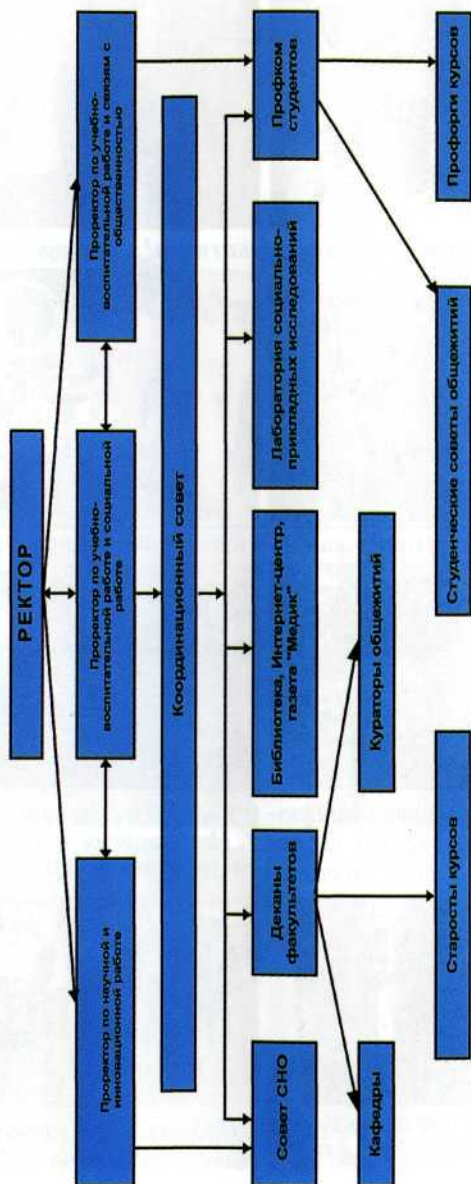 РЕКТОР
Проректор по научной и
инновационной работе
Проректор по учебно-
воспитательной работе и социальной
работе
Проректор по учебно-
воспитательной работе и связям с
общественностью
Координационный совет
Совет СНО
Деканы
факультетов
Библиотека, Интернет-центр,
газете "Медик"
Лаборатория социально-
прикладных исследований
Профком
студентов
Кафедры
Кураторы общежитий
Старосты курсов
Студенческие советы общежитий
Профорги курсов